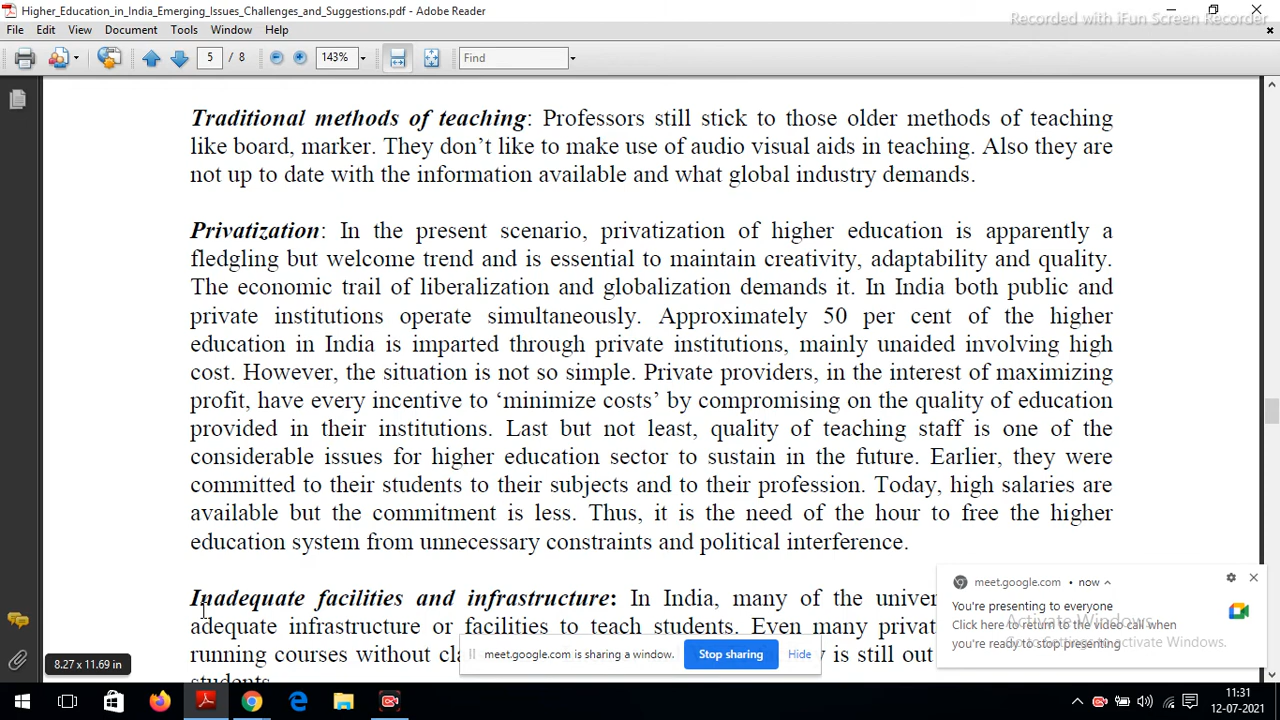 Higher_Education_in_India_Emerging_Issues_Challenges_and_Suggestions.pdf - Adobe Reader
Recorded with iFun Screen Recorder
File Edit View Document Tools Window Help
5 / 8 143% Find
Traditional methods of teaching: Professors still stick to those older methods of teaching
like board, marker. They don’t like to make use of audio visual aids in teaching. Also they are
not up to date with the information available and what global industry demands.
Privatization: In the present scenario, privatization of higher education is apparently a
fledgling but welcome trend and is essential to maintain creativity, adaptability and quality.
The economic trail of liberalization and globalization demands it. In India both public and
private institutions operate simultaneously. Approximately 50 per cent of the higher
education in India is imparted through private institutions, mainly unaided involving high
cost. However, the situation is not so simple. Private providers, in the interest of maximizing
profit, have every incentive to ‘minimize costs’ by compromising on the quality of education
provided in their institutions. Last but not least, quality of teaching staff is one of the
considerable issues for higher education sector to sustain in the future. Earlier, they were
committed to their students to their subjects and to their profession. Today, high salaries are
available but the commitment is less. Thus, it is the need of the hour to free the higher
education system from unnecessary constraints and political interference.
Inadequate facilities and infrastructure: In India, many of the univer
adequate infrastructure or facilities to teach students. Even many privat
running courses without cla
y is still out
students
meet.google.com • now
You're presenting to everyone
Click here to return to the video call when
you're ready to stop presenting
Activate Windows
Go to Settings to activate Windows.
meet.google.com is sharing a window. Stop sharing Hide
8.27 x 11.69 in
11:31
12-07-2021